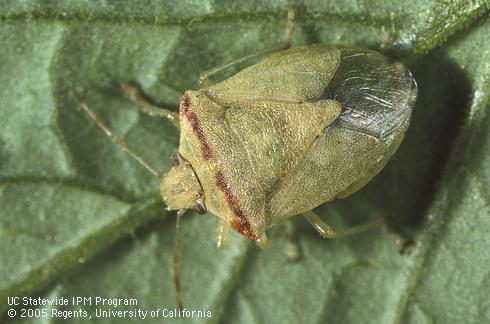 UC Statewide IPM Program
© 2005 Regents, University of California